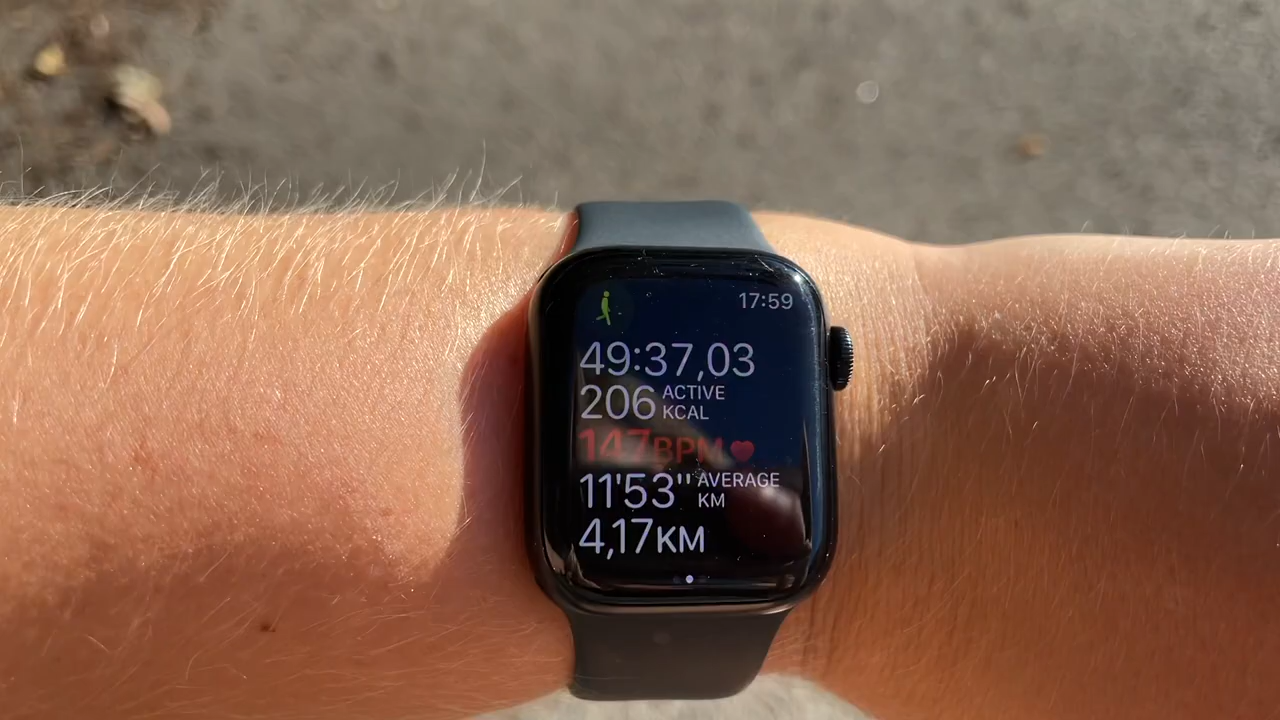 17:59
49:37,03
206 ACTIVE KCAL
147BPM
11'53" AVERAGE KM
4,17KM